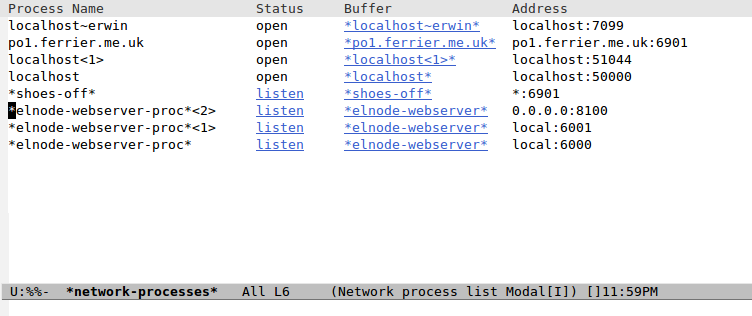 Process Name Status Buffer Address
localhost~erwin open *localhost~erwin* localhost:7099
po1.ferrier.me.uk open *po1.ferrier.me.uk* po1.ferrier.me.uk:6901
localhost<1> open *localhost<1>* localhost:51044
localhost open *localhost* localhost:50000
*shoes-off* listen *shoes-off* *:6901
*elnode-webserver-proc*<2> listen *elnode-webserver* 0.0.0.0:8100
*elnode-webserver-proc*<1> listen *elnode-webserver* local:6001
*elnode-webserver-proc* listen *elnode-webserver* local:6000
U:%%- *network-processes* All L6 (Network process list Modal[I]) []11:59PM